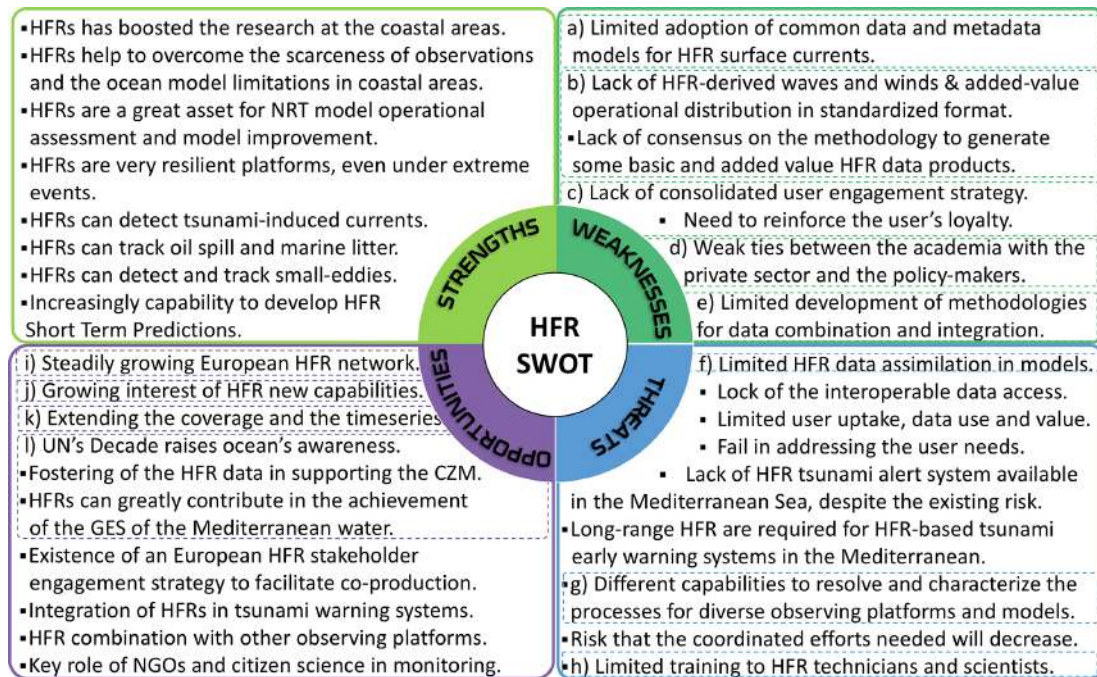 ▪HFRs has boosted the research at the coastal areas.
▪HFRs help to overcome the scarceness of observations
and the ocean model limitations in coastal areas.
▪HFRs are a great asset for NRT model operational
assessment and model improvement.
▪HFRs are very resilient platforms, even under extreme
events.
▪HFRs can detect tsunami-induced currents.
▪HFRs can track oil spill and marine litter.
▪HFRs can detect and track small-eddies.
▪Increasingly capability to develop HFR
Short Term Predictions.
STRENGTHS
a) Limited adoption of common data and metadata
models for HFR surface currents.
b) Lack of HFR-derived waves and winds & added-value
operational distribution in standardized format.
▪Lack of consensus on the methodology to generate
some basic and added value HFR data products.
c) Lack of consolidated user engagement strategy.
▪ Need to reinforce the user's loyalty.
d) Weak ties between the academia with the
private sector and the policy-makers.
e) Limited development of methodologies
for data combination and integration.
WEAKNESSES
HFR
SWOT
i) Steadily growing European HFR network.
j) Growing interest of HFR new capabilities.
k) Extending the coverage and the timeseries
l) UN's Decade raises ocean's awareness.
▪Fostering of the HFR data in supporting the CZM.
▪HFRs can greatly contribute in the achievement
of the GES of the Mediterranean water.
▪Existence of an European HFR stakeholder
engagement strategy to facilitate co-production.
▪Integration of HFRs in tsunami warning systems.
▪HFR combination with other observing platforms.
▪Key role of NGOs and citizen science in monitoring.
OPPORTUNITIES
f) Limited HFR data assimilation in models.
▪ Lock of the interoperable data access.
▪ Limited user uptake, data use and value.
▪ Fail in addressing the user needs.
▪ Lack of HFR tsunami alert system available
in the Mediterranean Sea, despite the existing risk.
▪Long-range HFR are required for HFR-based tsunami
early warning systems in the Mediterranean.
g) Different capabilities to resolve and characterize the
processes for diverse observing platforms and models.
▪Risk that the coordinated efforts needed will decrease.
h) Limited training to HFR technicians and scientists.
THREATS